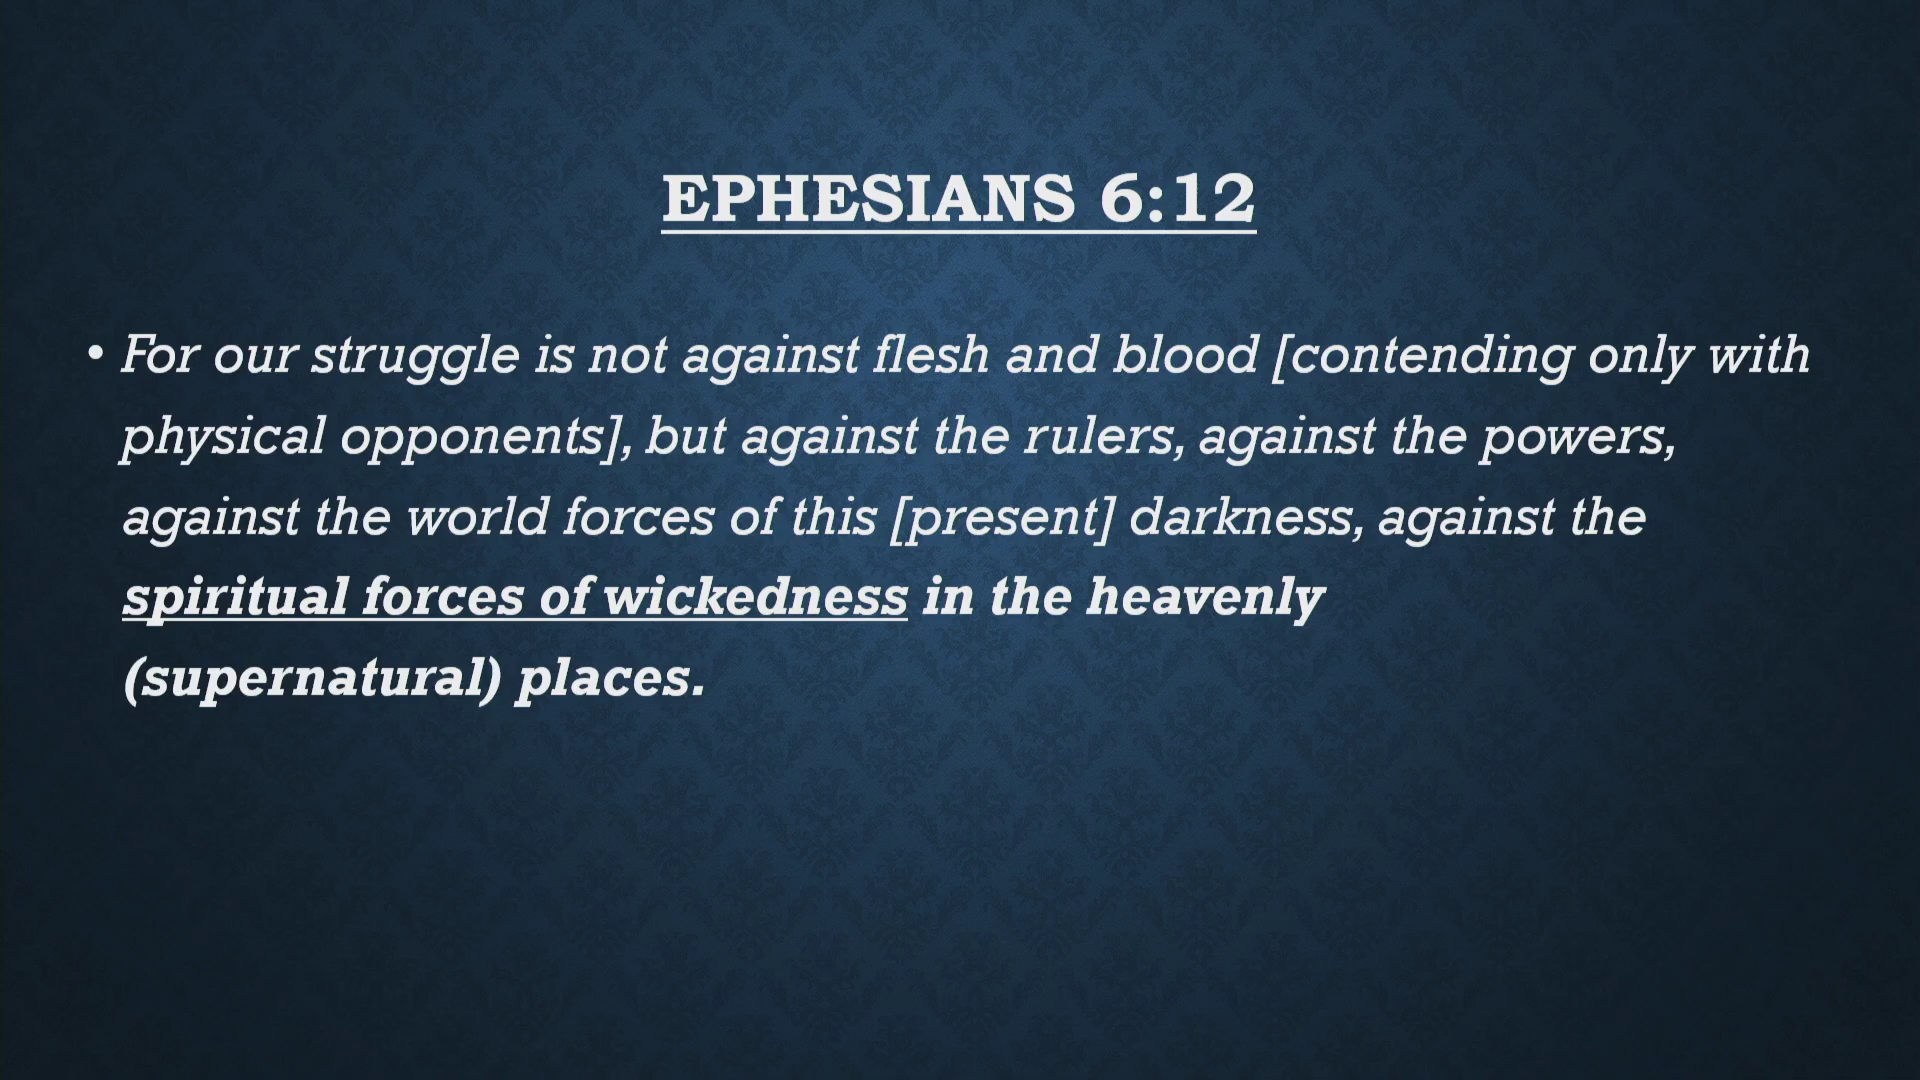 EPHESIANS 6:12
• For our struggle is not against flesh and blood [contending only with
physical opponents], but against the rulers, against the powers,
against the world forces of this [present] darkness, against the
spiritual forces of wickedness in the heavenly
(supernatural) places.